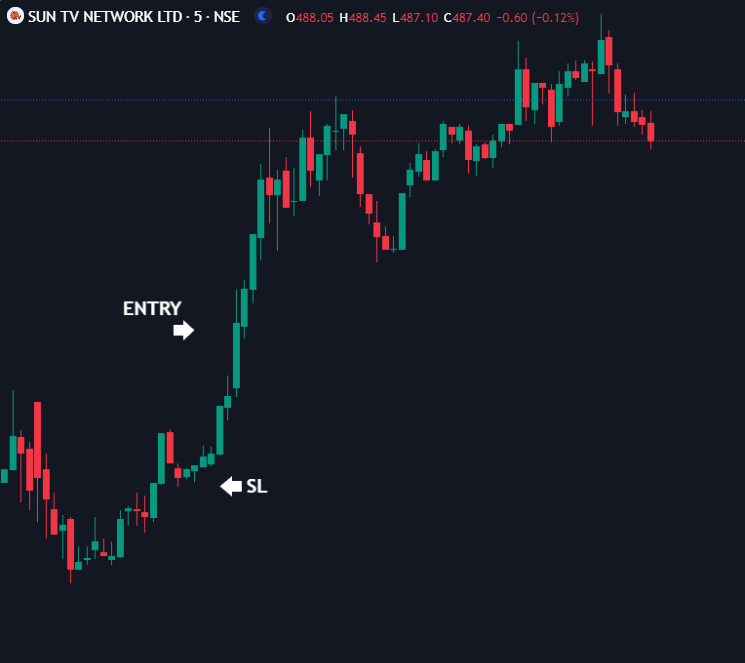 SUN TV NETWORK LTD · 5 · NSE O488.05 H488.45 L487.10 C487.40 −0.60 (−0.12%)
ENTRY
SL